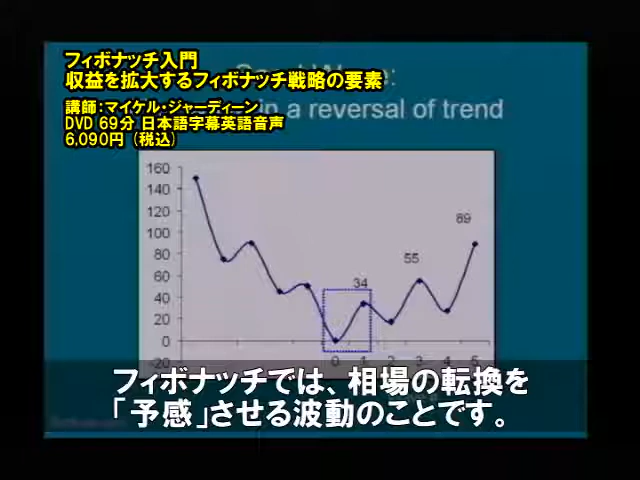 フィボナッチ入門
収益を拡大するフィボナッチ戦略の要素
講師:マイケル・ジャーディーン
DVD 69分 日本語字幕英語音声
6,090円 (税込)
in a reversal of trend
160
140
120
100
80
60
40
20
0
-20
34
55
89
0 1 2 3 4 5
フィボナッチでは、相場の転換を
「予感」させる波動のことです。